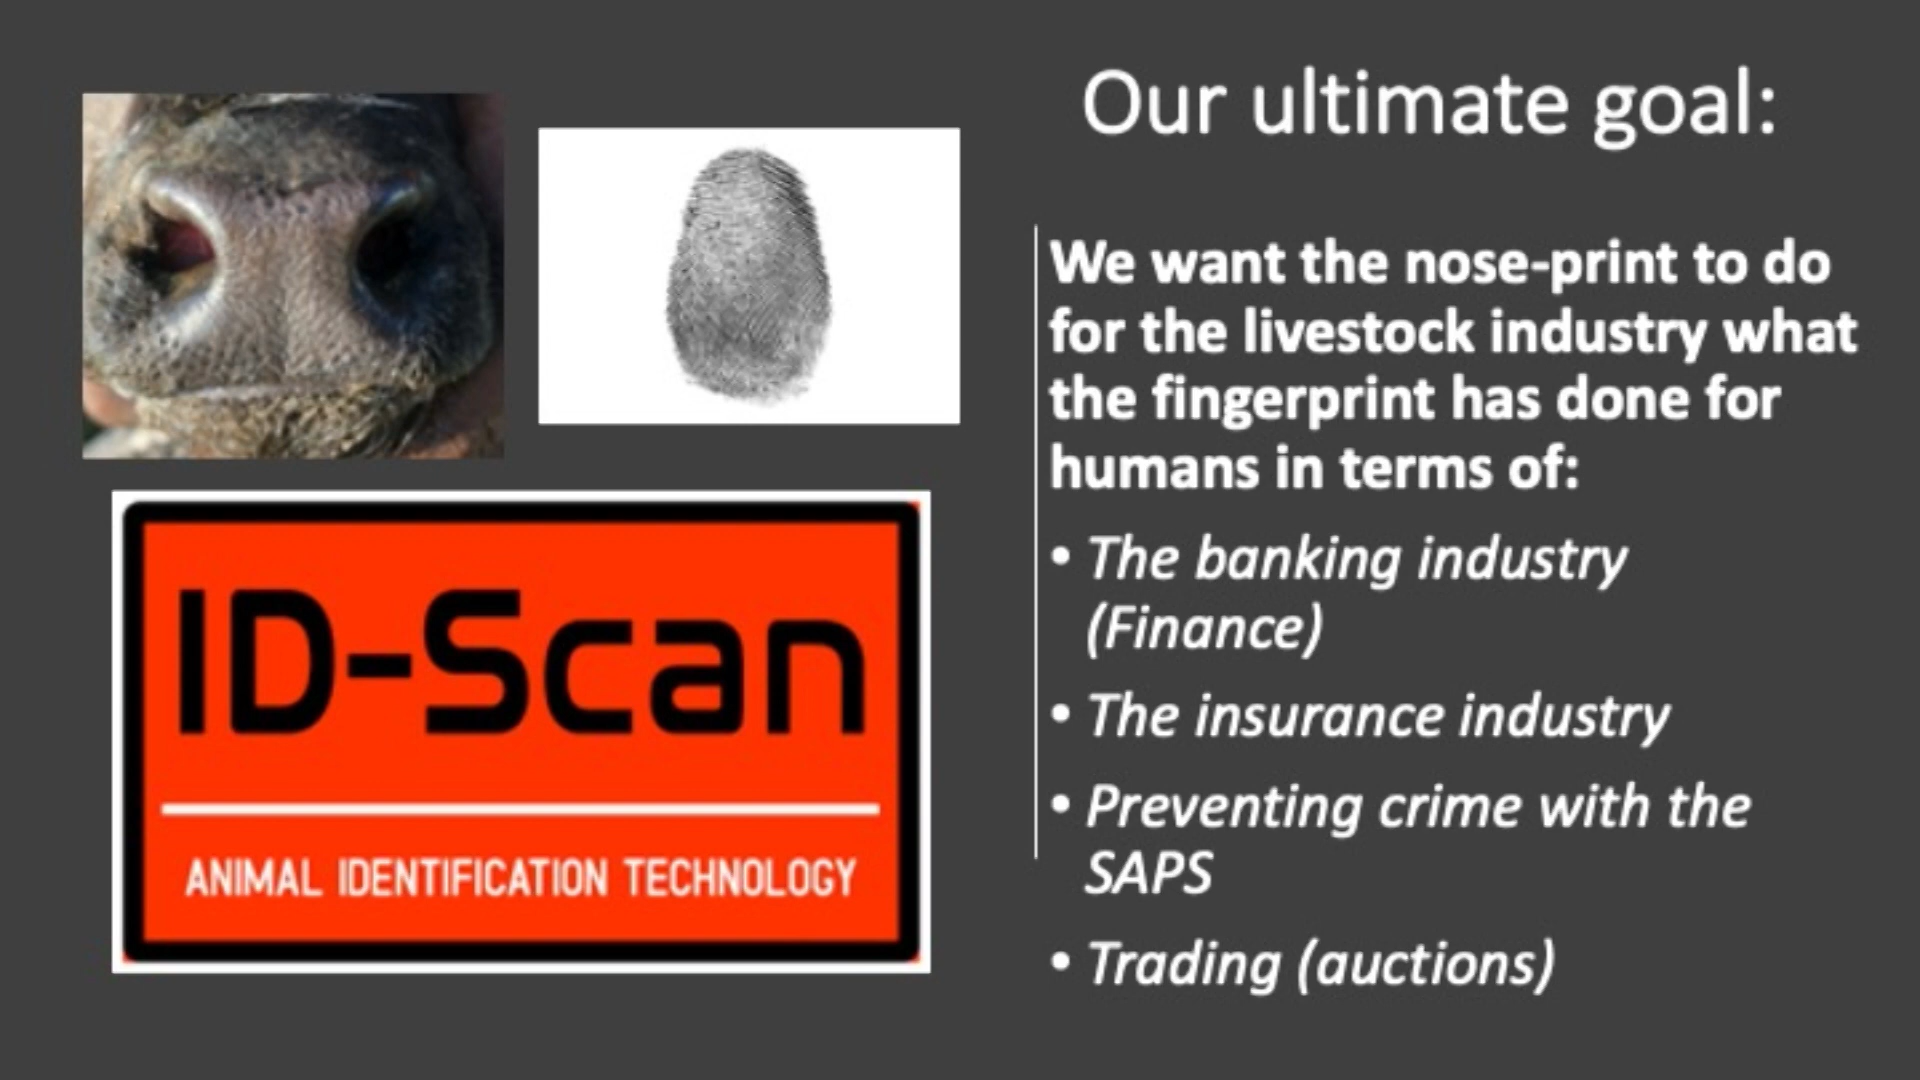 Our ultimate goal:
We want the nose-print to do
for the livestock industry what
the fingerprint has done for
humans in terms of:
• The banking industry
(Finance)
• The insurance industry
• Preventing crime with the
SAPS
• Trading (auctions)
ID-Scan
ANIMAL IDENTIFICATION TECHNOLOGY